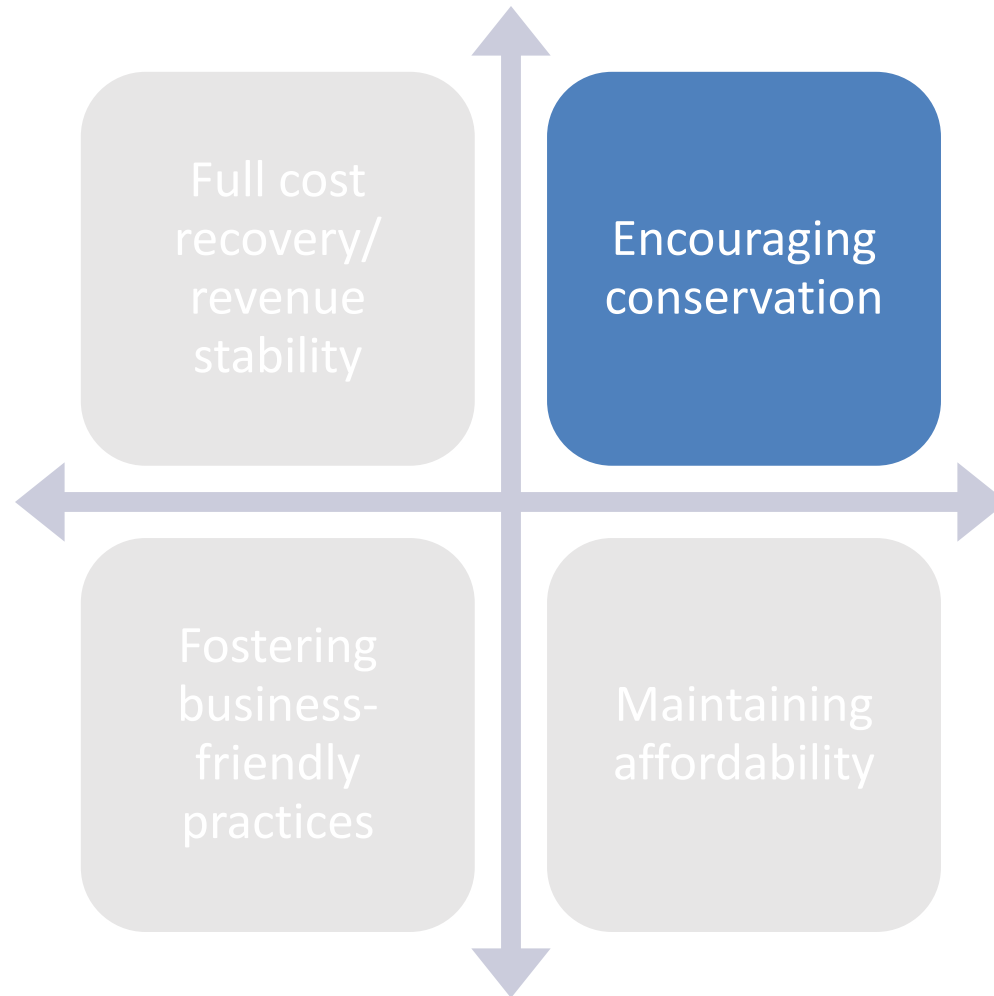 Full cost
recovery/
revenue
stability
Encouraging
conservation
Fostering
business-
friendly
practices
Maintaining
affordability